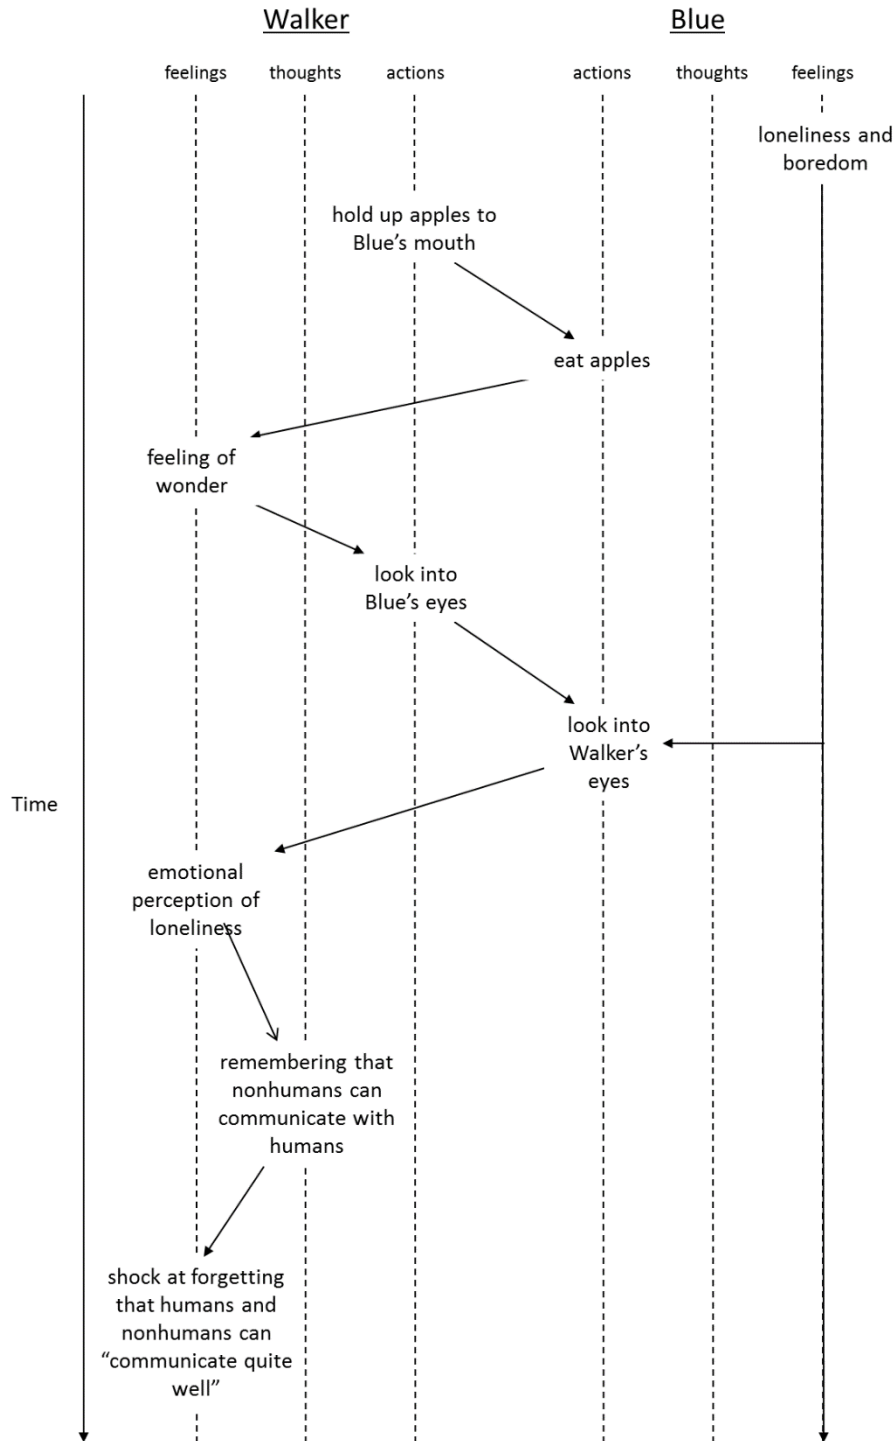 Walker
Blue
feelings
thoughts
actions
actions
thoughts
feelings
loneliness and
boredom
hold up apples to
Blue’s mouth
eat apples
feeling of
wonder
look into
Blue’s eyes
look into
Walker’s
eyes
Time
emotional
perception of
loneliness
remembering that
nonhumans can
communicate with
humans
shock at forgetting
that humans and
nonhumans can
“communicate quite
well”